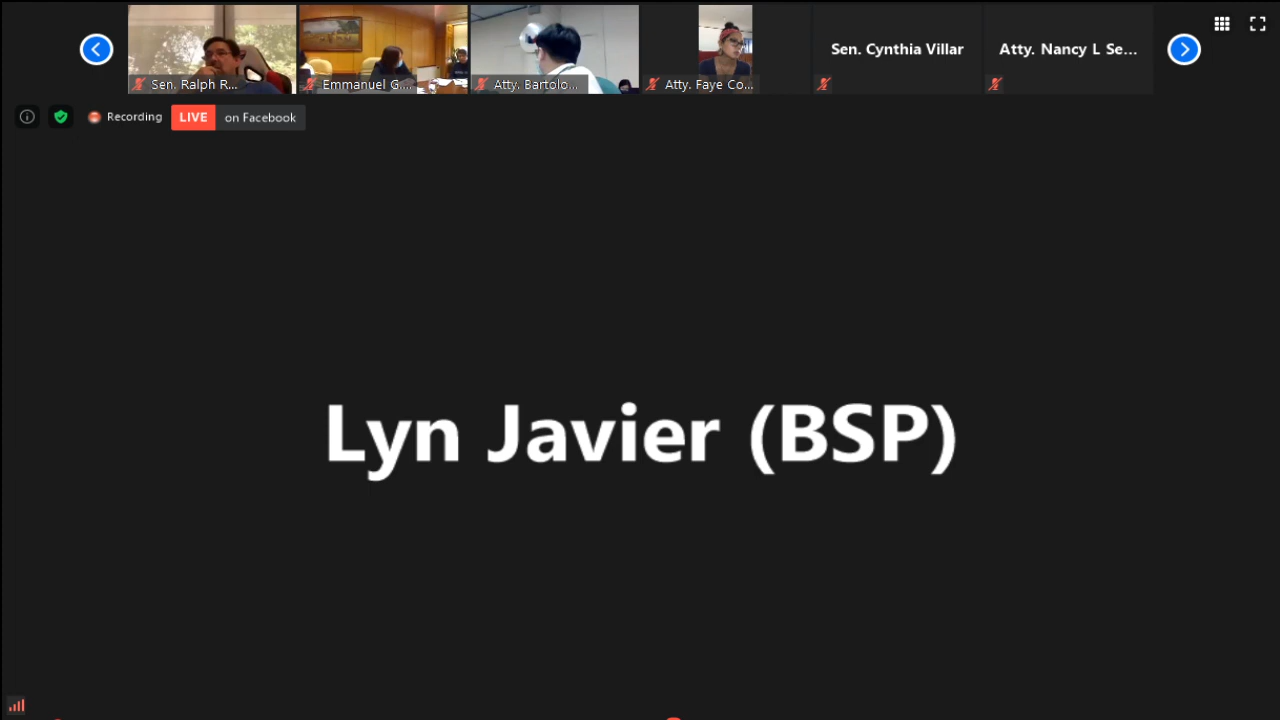 Sen. Ralph R...
Emmanuel G....
Atty. Bartolo...
Atty. Faye Co...
Sen. Cynthia Villar
Atty. Nancy L Se...
Recording
LIVE
on Facebook
Lyn Javier (BSP)